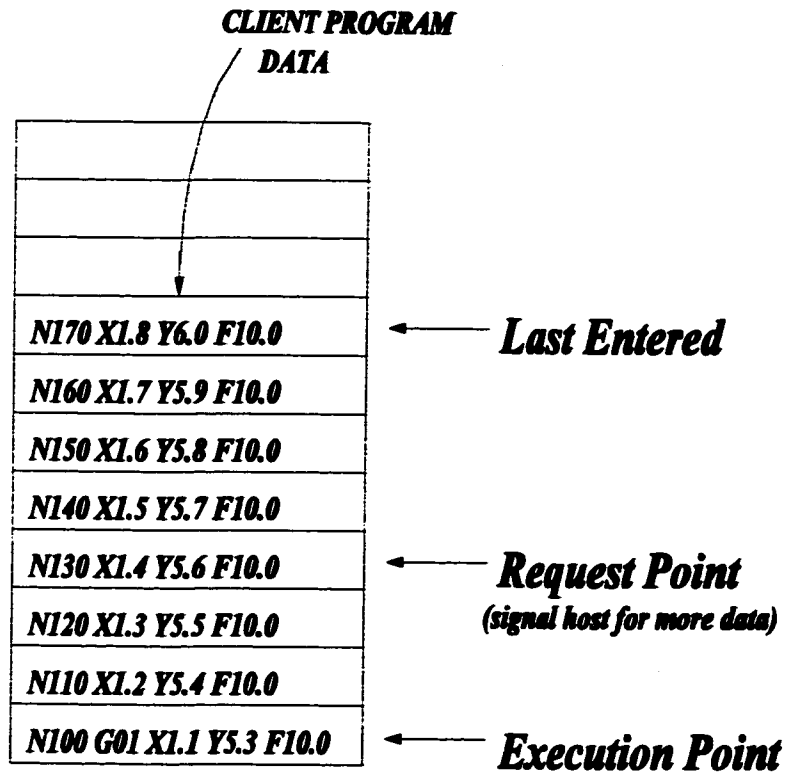 CLIENT PROGRAM
DATA
N170 X1.8 Y6.0 F10.0
Last Entered
N160 X1.7 Y5.9 F10.0
N150 X1.6 Y5.8 F10.0
N140 X1.5 Y5.7 F10.0
N130 X1.4 Y5.6 F10.0
Request Point
(signal host for more data)
N120 X1.3 Y5.5 F10.0
N110 X1.2 Y5.4 F10.0
N100 G01 X1.1 Y5.3 F10.0
Execution Point